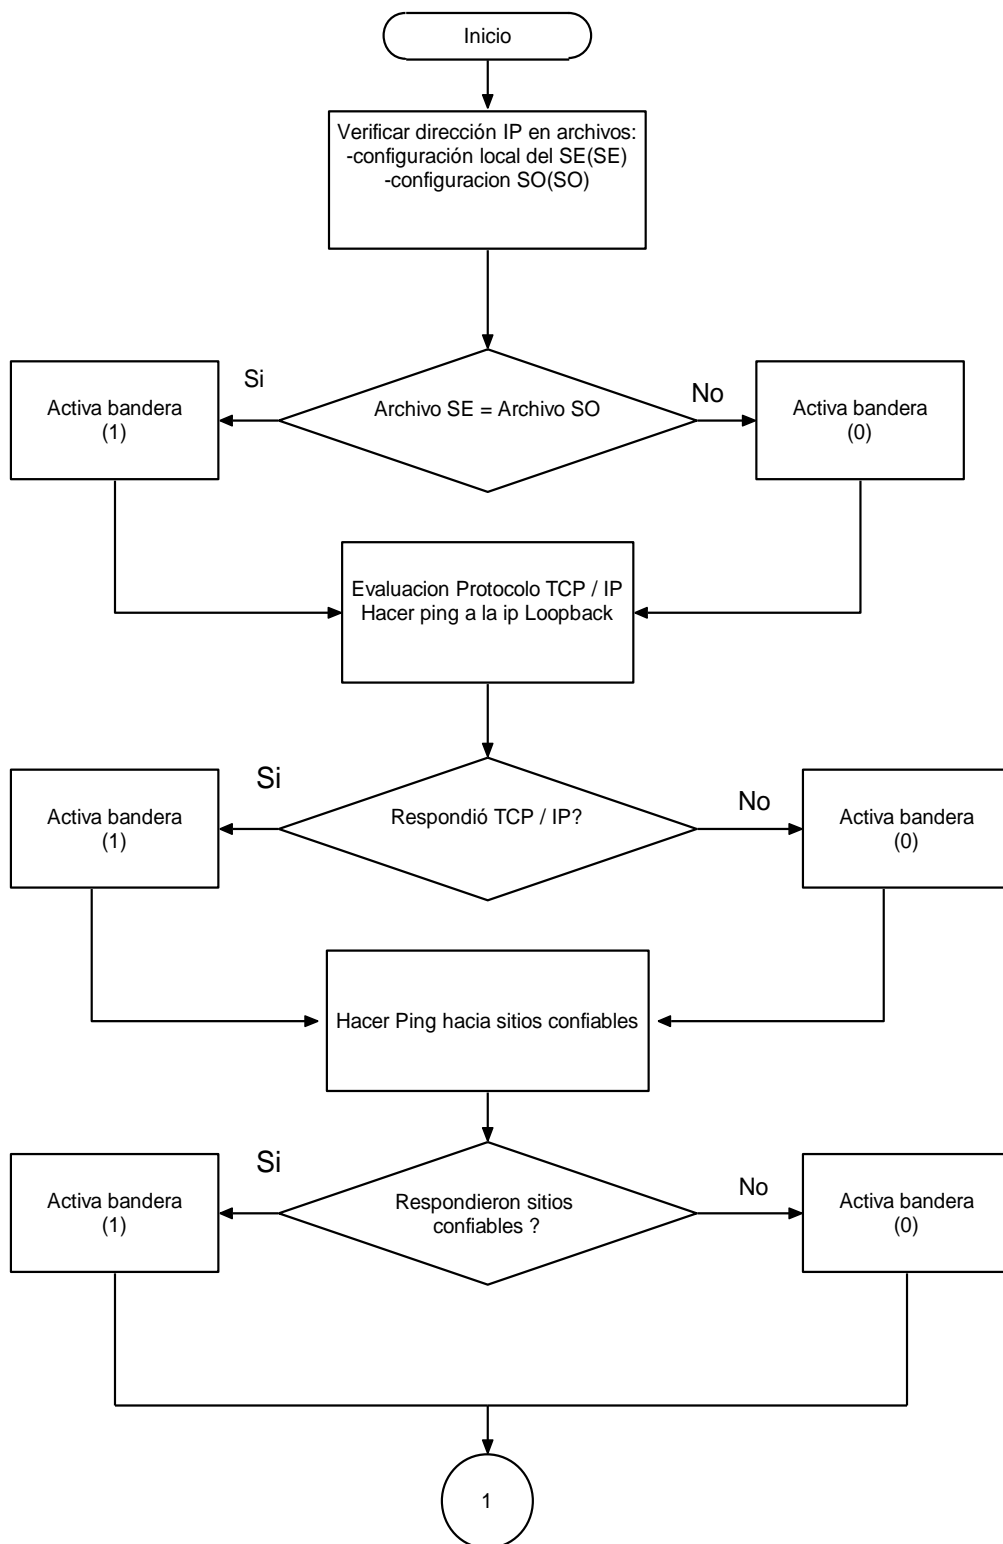 Inicio
Verificar dirección IP en archivos:
-configuración local del SE(SE)
-configuracion SO(SO)
Si
No
Activa bandera
(1)
Archivo SE = Archivo SO
Activa bandera
(0)
Evaluacion Protocolo TCP / IP
Hacer ping a la ip Loopback
Si
No
Activa bandera
(1)
Respondió TCP / IP?
Activa bandera
(0)
Hacer Ping hacia sitios confiables
Si
No
Activa bandera
(1)
Respondieron sitios
confiables ?
Activa bandera
(0)
1